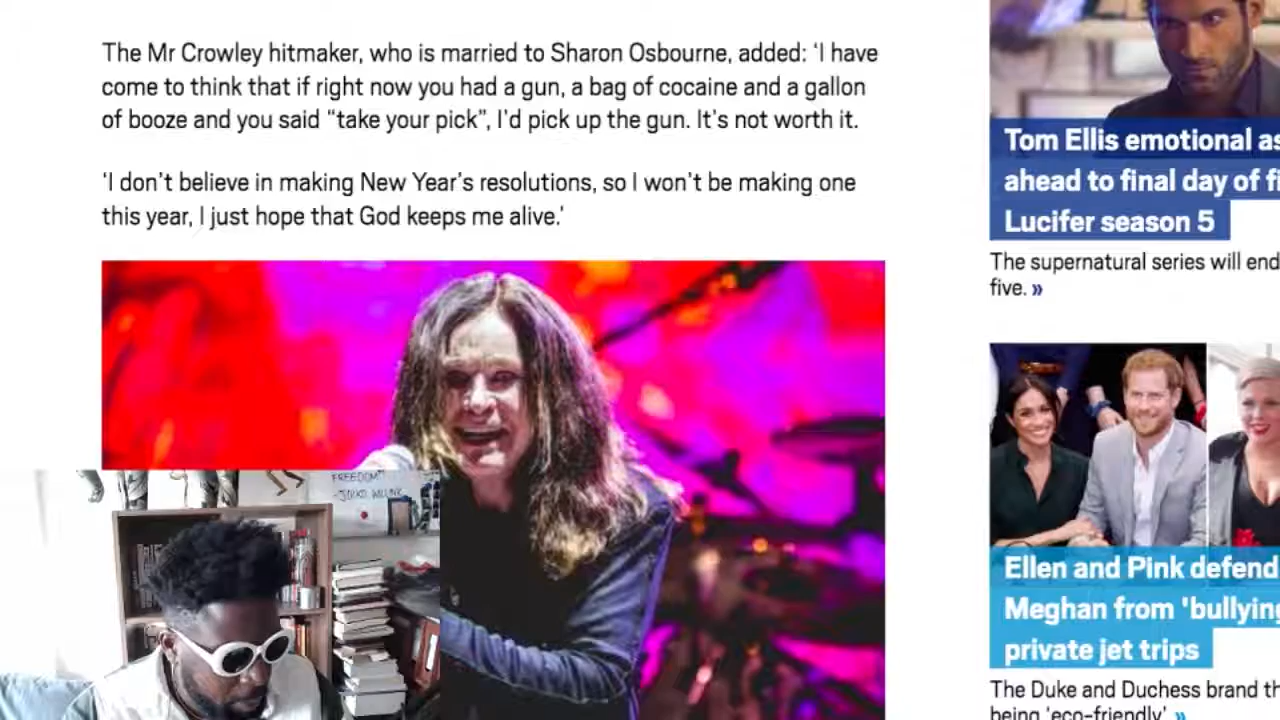 The Mr Crowley hitmaker, who is married to Sharon Osbourne, added: ‘I have
come to think that if right now you had a gun, a bag of cocaine and a gallon
of booze and you said “take your pick”, I’d pick up the gun. It’s not worth it.
‘I don’t believe in making New Year’s resolutions, so I won’t be making one
this year, I just hope that God keeps me alive.’
FREEDOM"
Tom Ellis emotional as
ahead to final day of fi
Lucifer season 5
The supernatural series will end
five. »
Ellen and Pink defend
Meghan from 'bullying
private jet trips
The Duke and Duchess brand th
being ‘eco-friendly’ »